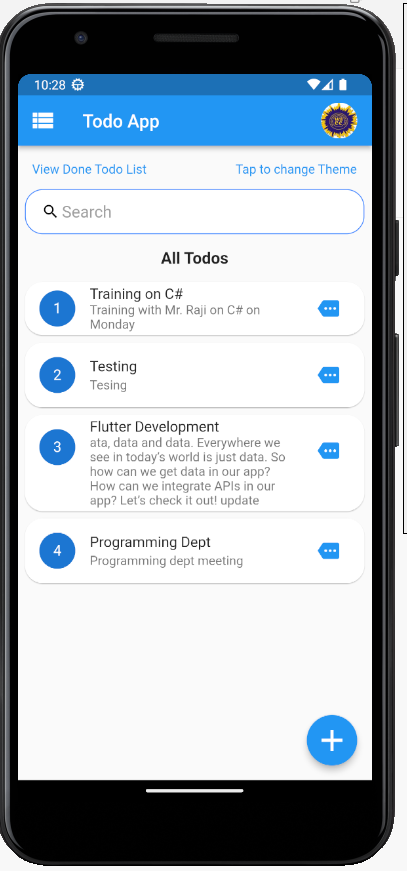 10:28
Todo App
View Done Todo List Tap to change Theme
Search
All Todos
1 Training on C#
Training with Mr. Raji on C# on
Monday
2 Testing
Tesing
3 Flutter Development
ata, data and data. Everywhere we
see in today's world is just data. So
how can we get data in our app?
How can we integrate APIs in our
app? Let's check it out! update
4 Programming Dept
Programming dept meeting